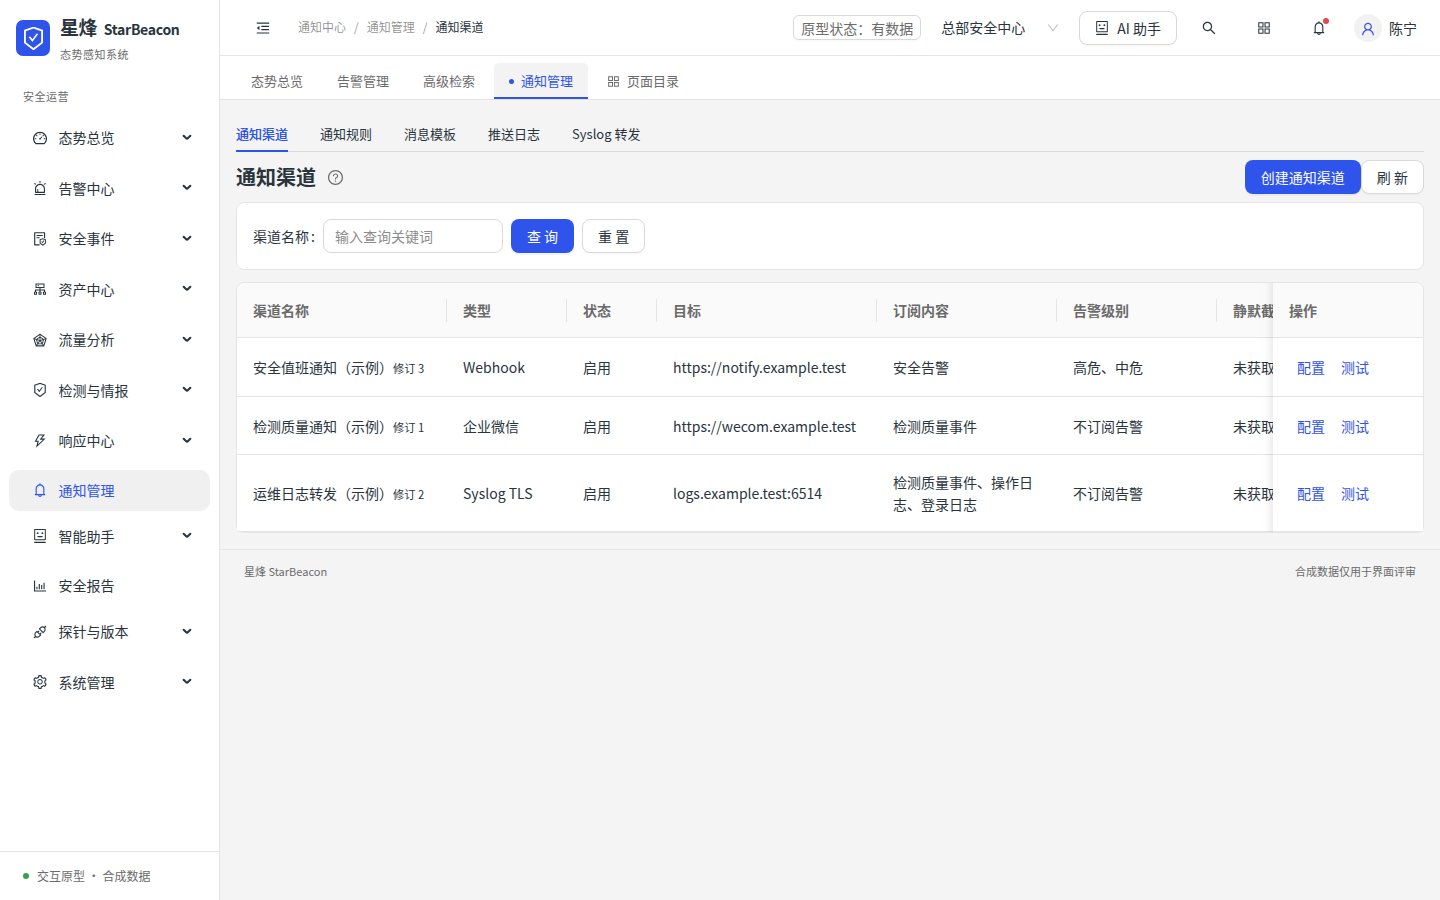 星烽 StarBeacon
态势感知系统
安全运营
态势总览
告警中心
安全事件
资产中心
流量分析
检测与情报
响应中心
通知管理
智能助手
安全报告
探针与版本
系统管理
交互原型 · 合成数据
通知中心 / 通知管理 / 通知渠道
原型状态：有数据
总部安全中心
AI 助手
陈宁
态势总览 告警管理 高级检索 通知管理 页面目录
通知渠道 通知规则 消息模板 推送日志 Syslog 转发
通知渠道
创建通知渠道 刷 新
渠道名称： 输入查询关键词 查 询 重 置
渠道名称 类型 状态 目标 订阅内容 告警级别 静默截 操作
安全值班通知（示例）修订 3 Webhook 启用 https://notify.example.test 安全告警 高危、中危 未获取 配置 测试
检测质量通知（示例）修订 1 企业微信 启用 https://wecom.example.test 检测质量事件 不订阅告警 未获取 配置 测试
运维日志转发（示例）修订 2 Syslog TLS 启用 logs.example.test:6514 检测质量事件、操作日
志、登录日志 不订阅告警 未获取 配置 测试
星烽 StarBeacon
合成数据仅用于界面评审